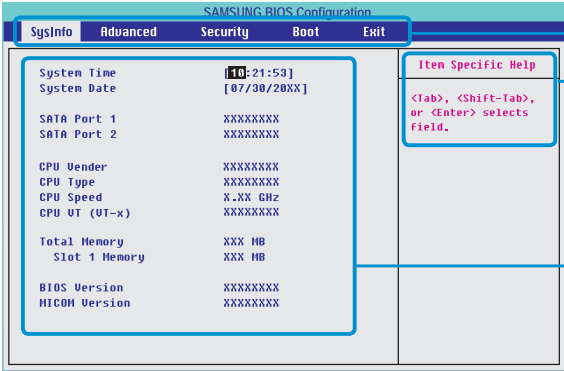 SAMSUNG BIOS Configuration
SysInfo Advanced Security Boot Exit
System Time [10:21:53]
System Date [07/30/20XX]
SATA Port 1 XXXXXXXX
SATA Port 2 XXXXXXXX
CPU Vender XXXXXXXX
CPU Type XXXXXXXX
CPU Speed X.XX GHz
CPU VT (VT-x) XXXXXXXX
Total Memory XXX MB
Slot 1 Memory XXX MB
BIOS Version XXXXXXXX
MICOM Version XXXXXXXX
Item Specific Help
<Tab>, <Shift-Tab>,
or <Enter> selects
field.